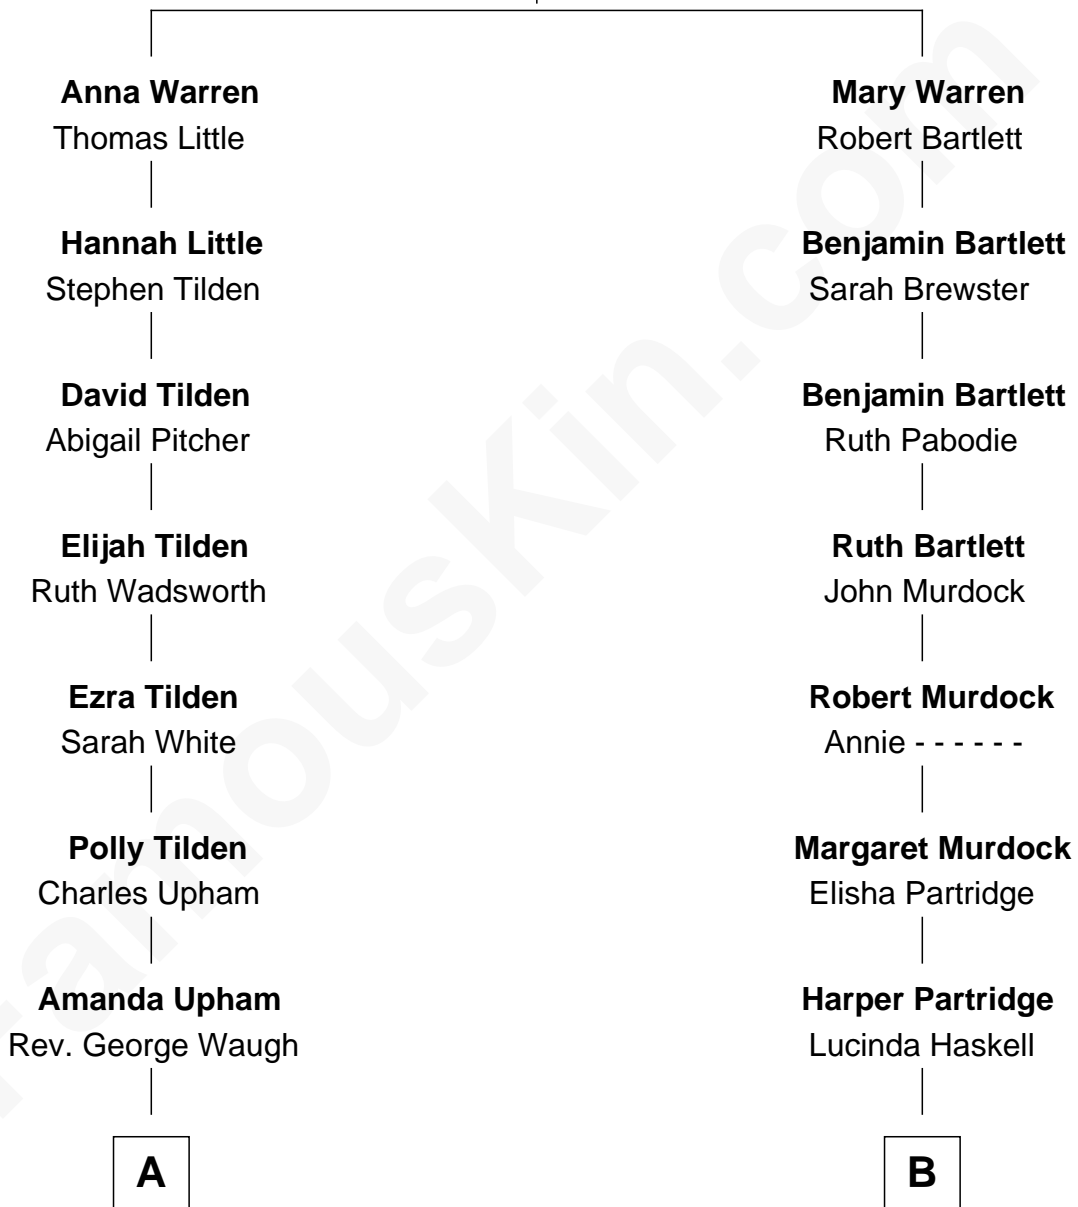 Anna Warren
Thomas Little
Hannah Little
Stephen Tilden
David Tilden
Abigail Pitcher
Elijah Tilden
Ruth Wadsworth
Ezra Tilden
Sarah White
Polly Tilden
Charles Upham
Amanda Upham
Rev. George Waugh
A
Mary Warren
Robert Bartlett
Benjamin Bartlett
Sarah Brewster
Benjamin Bartlett
Ruth Pabodie
Ruth Bartlett
John Murdock
Robert Murdock
Annie - - - - - -
Margaret Murdock
Elisha Partridge
Harper Partridge
Lucinda Haskell
B
FamousKin.com